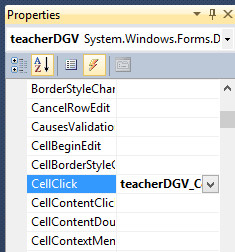 Properties
teacherDGV System.Windows.Forms.D
BorderStyleChar
CancelRowEdit
CausesValidatio
CellBeginEdit
CellBorderStyleC
CellClick teacherDGV_C
CellContentClic
CellContentDou
CellContextMen